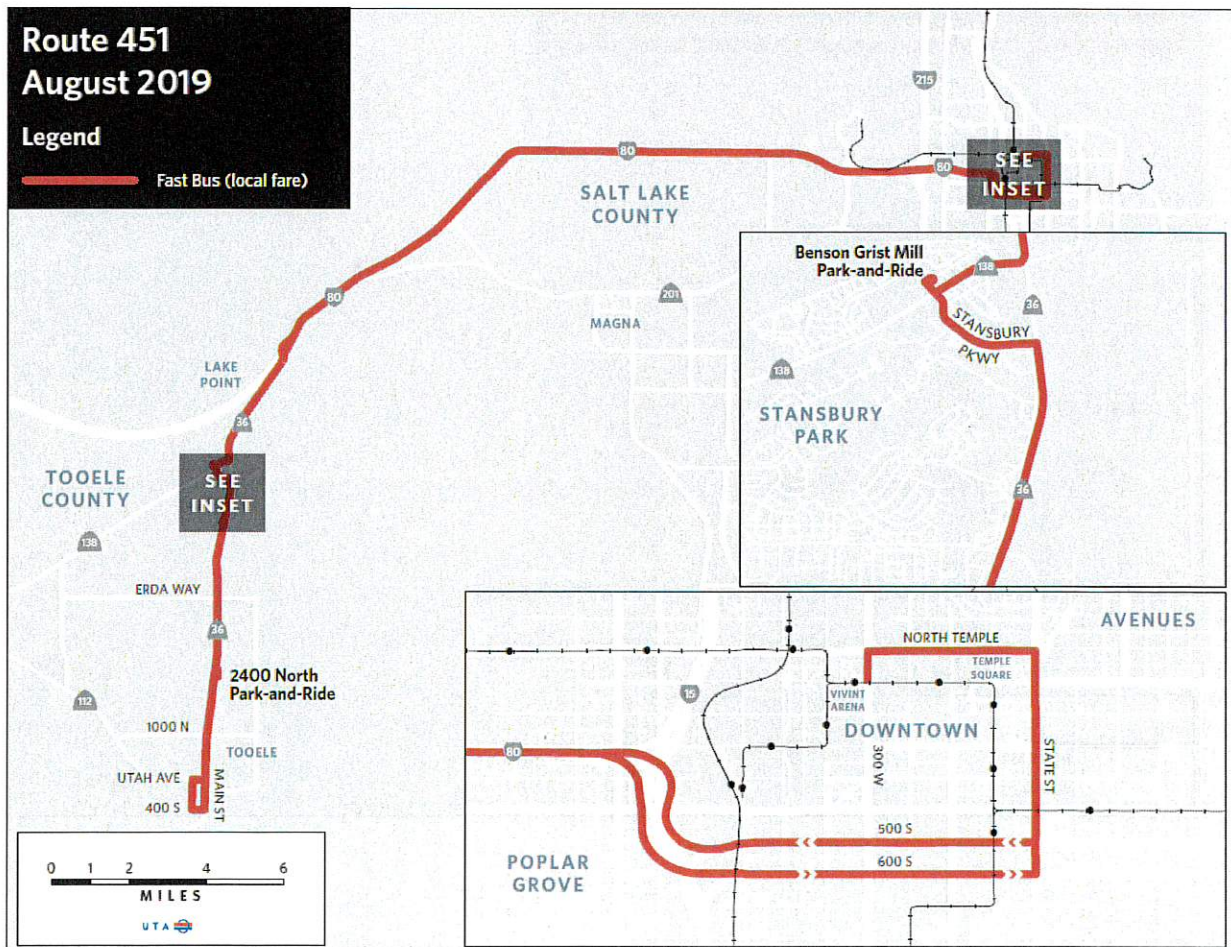 Route 451
August 2019
Legend
Fast Bus (local fare)
215
80
80
SEE
INSET
SALT LAKE
COUNTY
80
201
MAGNA
LAKE
POINT
36
TOOELE
COUNTY
SEE
INSET
138
ERDA WAY
36
2400 North
Park-and-Ride
112
1000 N
TOOELE
UTAH AVE
MAIN ST
400 S
0 1 2 4 6
MILES
UTA
Benson Grist Mill
Park-and-Ride
138
36
STANSBURY
PKWY
138
STANSBURY
PARK
36
AVENUES
NORTH TEMPLE
TEMPLE
SQUARE
15
VIVINT
ARENA
DOWNTOWN
80
300 W
STATE ST
500 S
600 S
POPLAR
GROVE